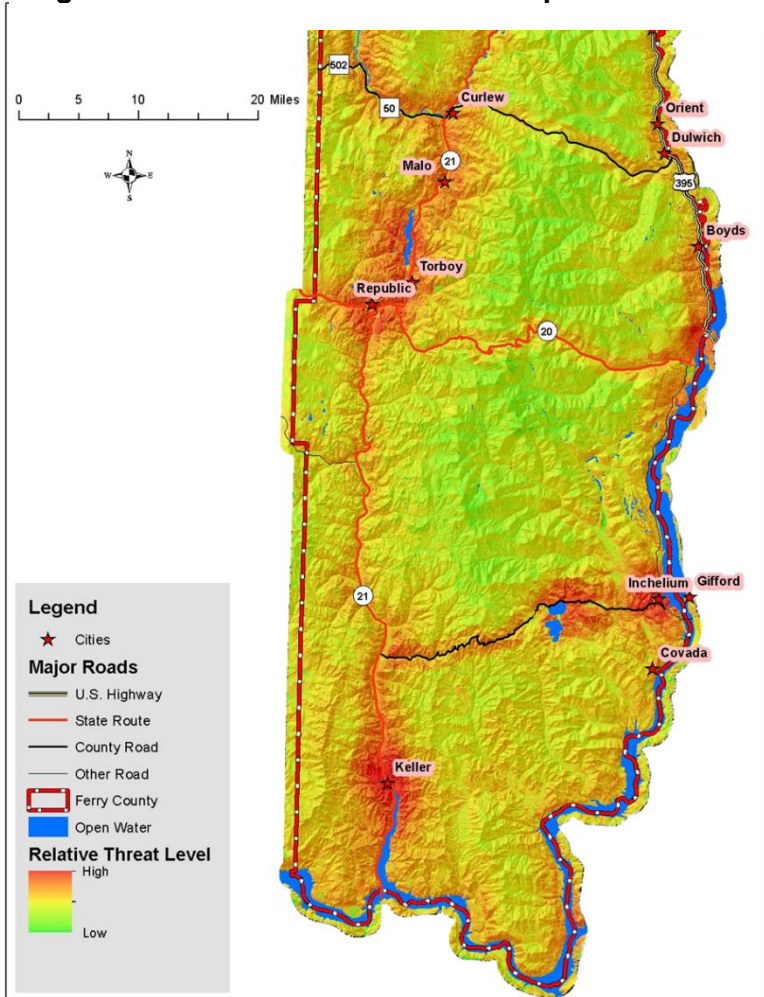 502
0 5 10 20 Miles
50
Curlew
Orient
Dulwich
21
Malo
395
N
W E
S
Boyds
Torboy
Republic
20
Inchelium Gifford
21
Legend
Cities
Major Roads
U.S. Highway
State Route
County Road
Other Road
Ferry County
Open Water
Relative Threat Level
High
Low
Covada
Keller